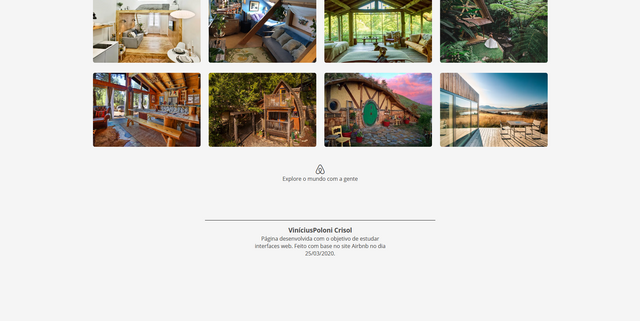 Explore o mundo com a gente
ViníciusPoloni Crisol
Página desenvolvida com o objetivo de estudar
interfaces web. Feito com base no site Airbnb no dia
25/03/2020.